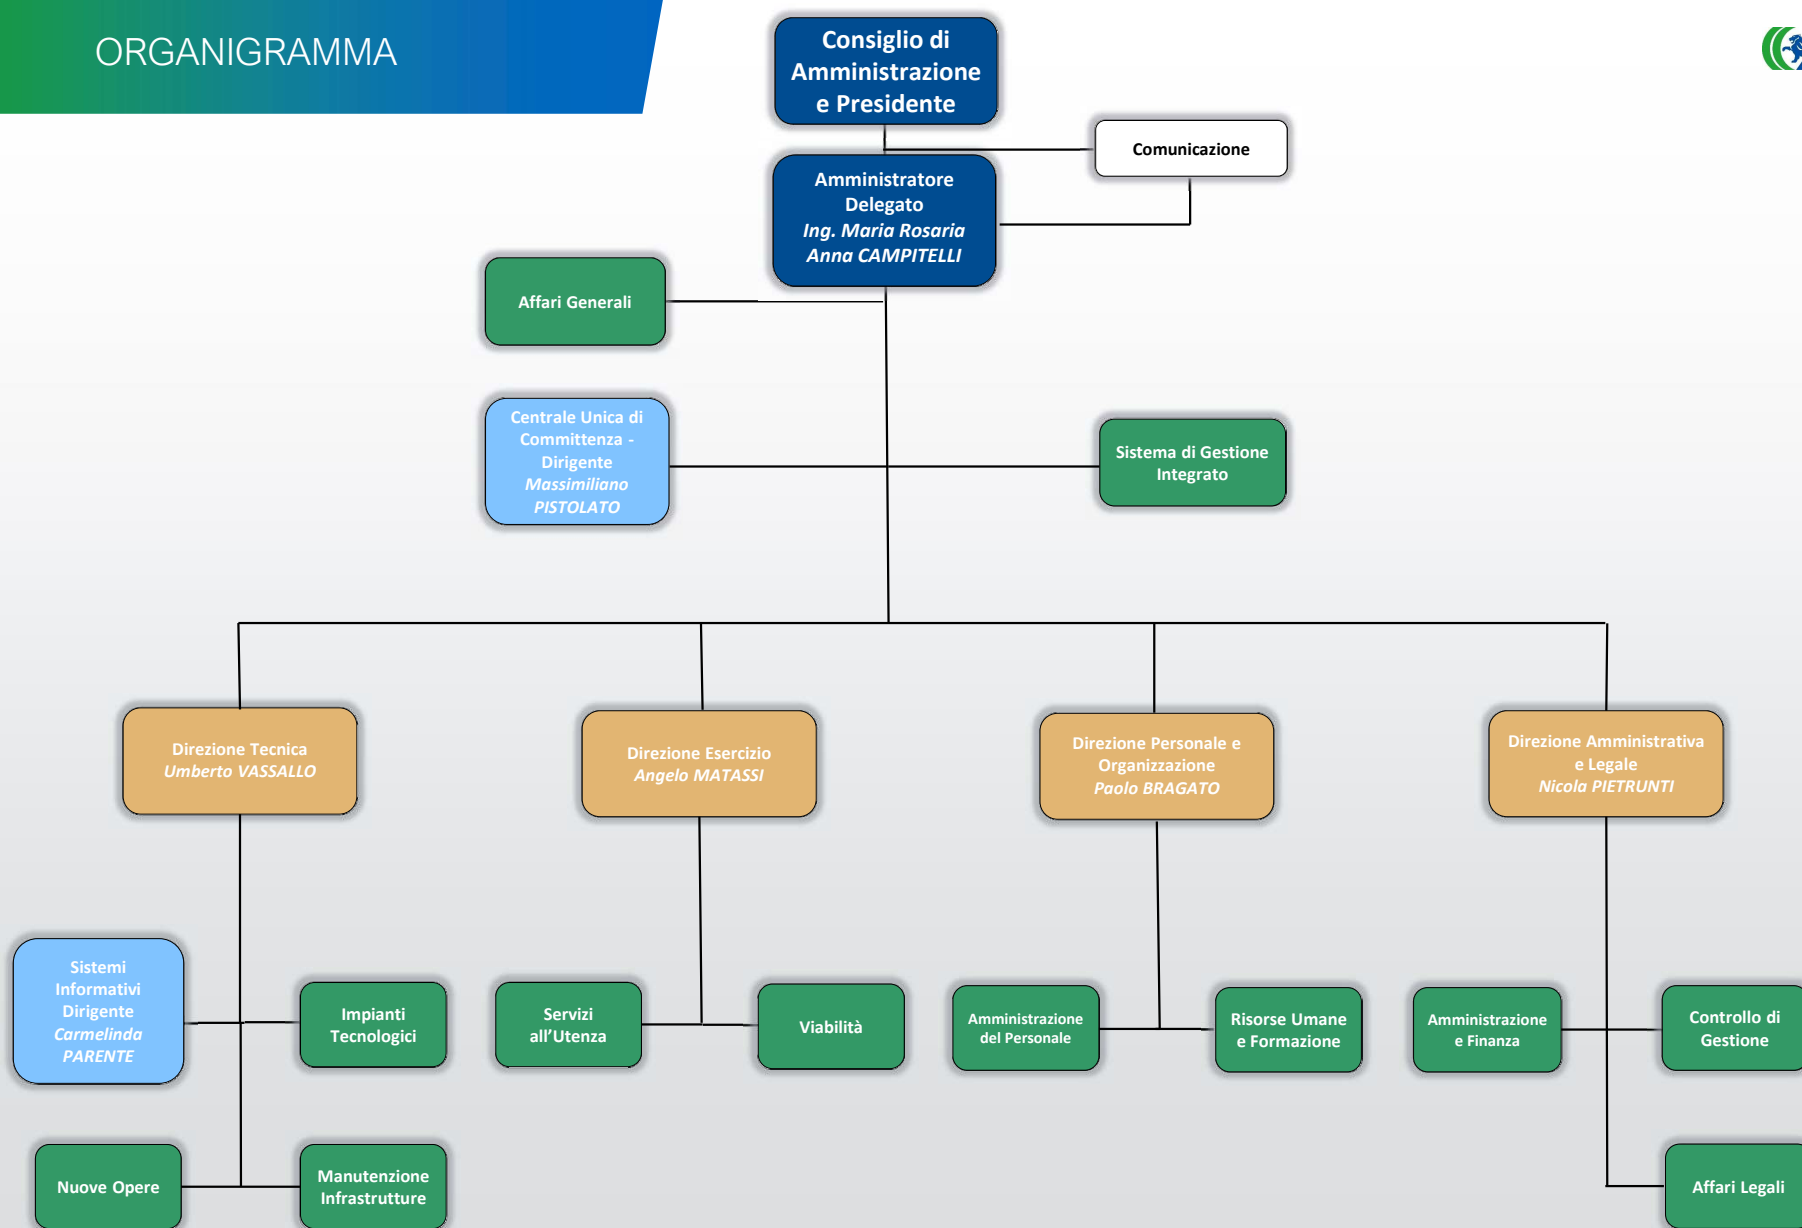 ORGANIGRAMMA
Consiglio di
Amministrazione
e Presidente
Comunicazione
Amministratore
Delegato
Ing. Maria Rosaria
Anna CAMPITELLI
Affari Generali
Centrale Unica di
Committenza -
Dirigente
Massimiliano
PISTOLATO
Sistema di Gestione
Integrato
Direzione Tecnica
Umberto VASSALLO
Direzione Esercizio
Angelo MATASSI
Direzione Personale e
Organizzazione
Paolo BRAGATO
Direzione Amministrativa
e Legale
Nicola PIETRUNTI
Sistemi
Informativi
Dirigente
Carmelinda
PARENTE
Impianti
Tecnologici
Servizi
all’Utenza
Viabilità
Amministrazione
del Personale
Risorse Umane
e Formazione
Amministrazione
e Finanza
Controllo di
Gestione
Nuove Opere
Manutenzione
Infrastrutture
Affari Legali